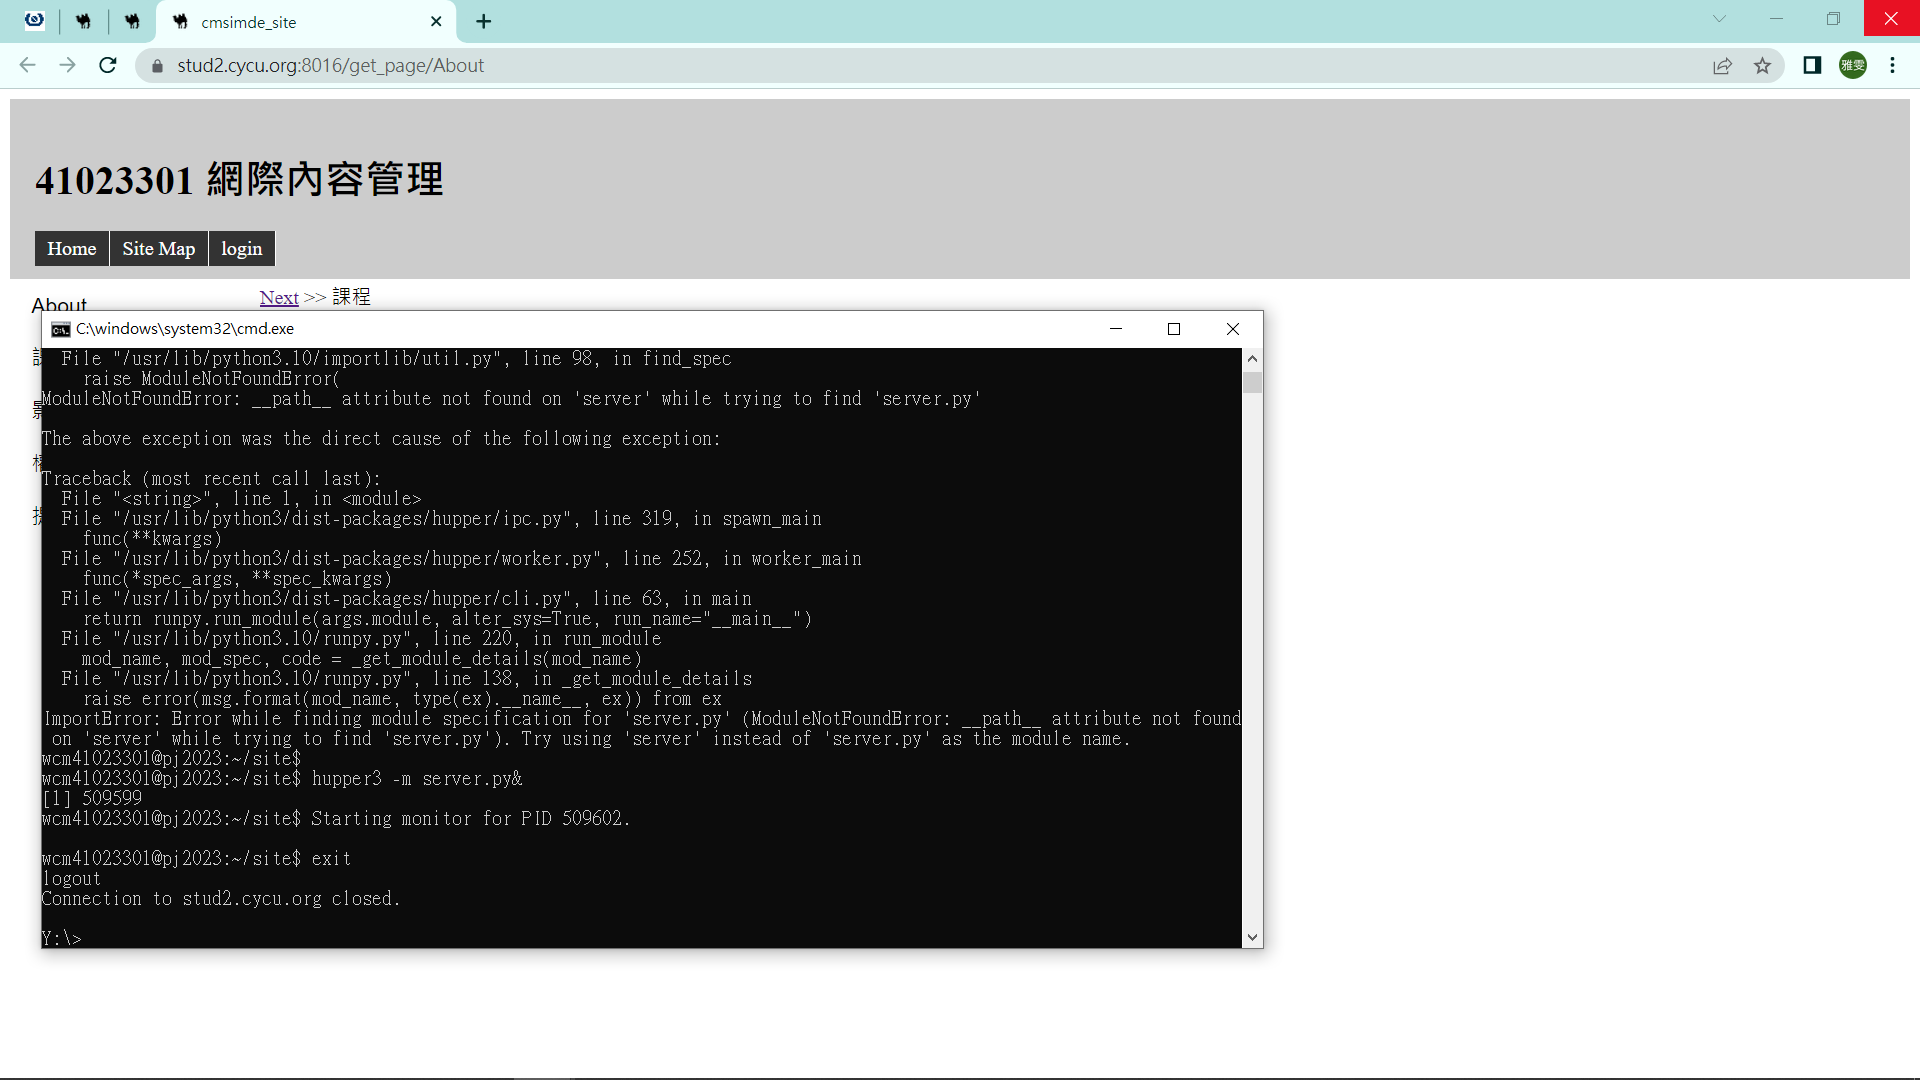 cmsimde_site
stud2.cycu.org:8016/get_page/About
雅雯
41023301 網際內容管理
Home
Site Map
login
About
Next >> 課程
C:\windows\system32\cmd.exe
File "/usr/lib/python3.10/importlib/util.py", line 98, in find_spec
raise ModuleNotFoundError(
ModuleNotFoundError: __path__ attribute not found on 'server' while trying to find 'server.py'
The above exception was the direct cause of the following exception:
Traceback (most recent call last):
File "<string>", line 1, in <module>
File "/usr/lib/python3/dist-packages/hupper/ipc.py", line 319, in spawn_main
func(**kwargs)
File "/usr/lib/python3/dist-packages/hupper/worker.py", line 252, in worker_main
func(*spec_args, **spec_kwargs)
File "/usr/lib/python3/dist-packages/hupper/cli.py", line 63, in main
return runpy.run_module(args.module, alter_sys=True, run_name="__main__")
File "/usr/lib/python3.10/runpy.py", line 220, in run_module
mod_name, mod_spec, code = _get_module_details(mod_name)
File "/usr/lib/python3.10/runpy.py", line 138, in _get_module_details
raise error(msg.format(mod_name, type(ex).__name__, ex)) from ex
ImportError: Error while finding module specification for 'server.py' (ModuleNotFoundError: __path__ attribute not found
on 'server' while trying to find 'server.py'). Try using 'server' instead of 'server.py' as the module name.
wcm41023301@pj2023:~/site$
wcm41023301@pj2023:~/site$ hupper3 -m server.py&
[1] 509599
wcm41023301@pj2023:~/site$ Starting monitor for PID 509602.
wcm41023301@pj2023:~/site$ exit
logout
Connection to stud2.cycu.org closed.
Y:\>